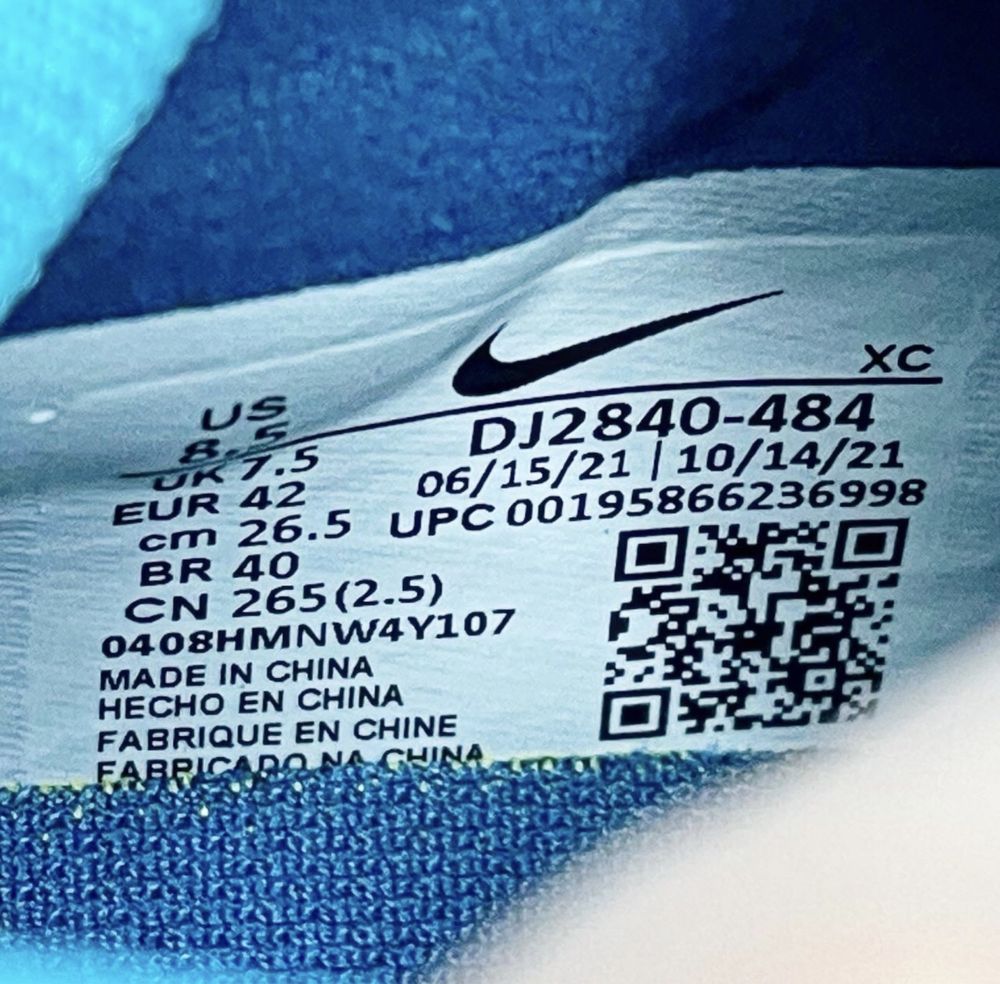 XC
US
8.5
UK 7.5
EUR 42
cm 26.5
BR 40
CN 265(2.5)
DJ2840-484
06/15/21 | 10/14/21
UPC 00195866236998
0408HMNW4Y107
MADE IN CHINA
HECHO EN CHINA
FABRIQUE EN CHINE
FABRICADO NA CHINA